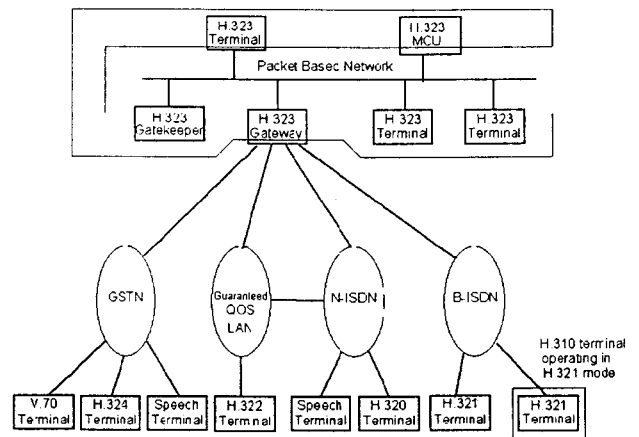 H.323
Terminal
H.323
MCU
Packet Basec Network
H 323
Gatekeeper
H 323
Gateway
H 323
Terminal
H 323
Terminal
GSTN
Guaranteed
QOS
LAN
N-ISDN
B-ISDN
H.310 terminal
operating in
H 321 mode
V.70
Terminal
H.324
Terminal
Speech
Terminal
H.322
Terminal
Speech
Terminal
H 320
Terminal
H.321
Terminal
H 321
Terminal